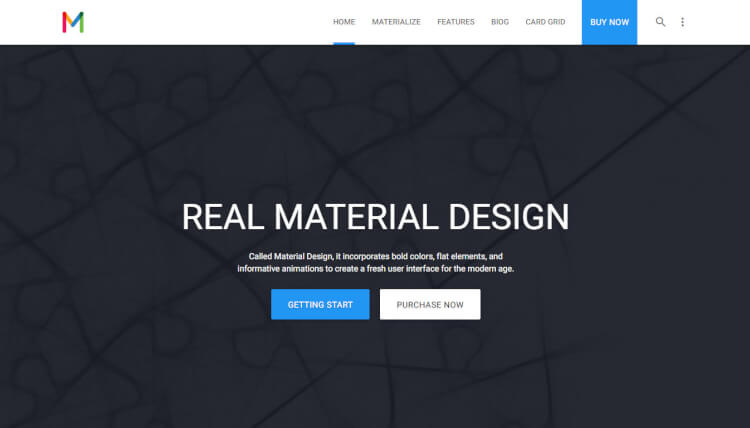 M
HOME MATERIALIZE FEATURES BlOG CARD GRID BUY NOW
REAL MATERIAL DESIGN
Called Material Design, it incorporates bold colors, flat elements, and
informative animations to create a fresh user interface for the modern age.
GETTING START PURCHASE NOW